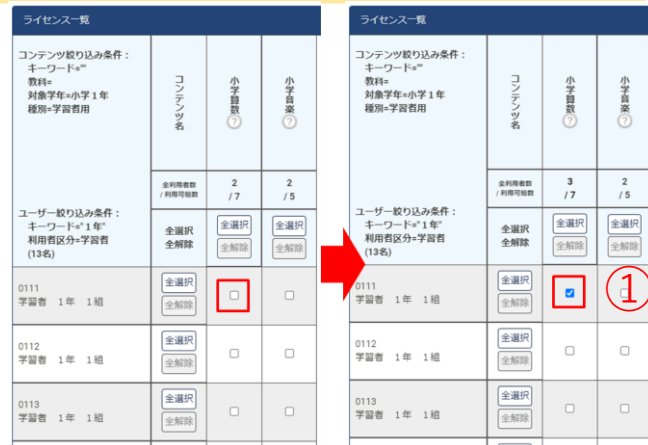 ライセンス一覧
コンテンツ絞り込み条件：
キーワード=""
教科=
対象学年=小学1年
種別=学習者用
コンテンツ名
小学算数?
小学音楽?
全利用者数
/ 利用可能数
2
/ 7
2
/ 5
ユーザー絞り込み条件：
キーワード="1年"
利用者区分=学習者
(13名)
全選択
全解除
全選択
全解除
全選択
全解除
0111
学習者 1年 1組
全選択
全解除
0112
学習者 1年 1組
全選択
全解除
0113
学習者 1年 1組
全選択
全解除
ライセンス一覧
コンテンツ絞り込み条件：
キーワード=""
教科=
対象学年=小学1年
種別=学習者用
コンテンツ名
小学算数?
小学音楽?
全利用者数
/ 利用可能数
3
/ 7
2
/ 5
ユーザー絞り込み条件：
キーワード="1年"
利用者区分=学習者
(13名)
全選択
全解除
全選択
全解除
全選択
全解除
0111
学習者 1年 1組
全選択
全解除
①
0112
学習者 1年 1組
全選択
全解除
0113
学習者 1年 1組
全選択
全解除